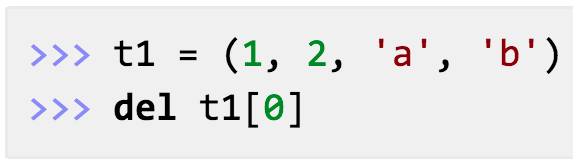 >>> t1 = (1, 2, 'a', 'b')
>>> del t1[0]